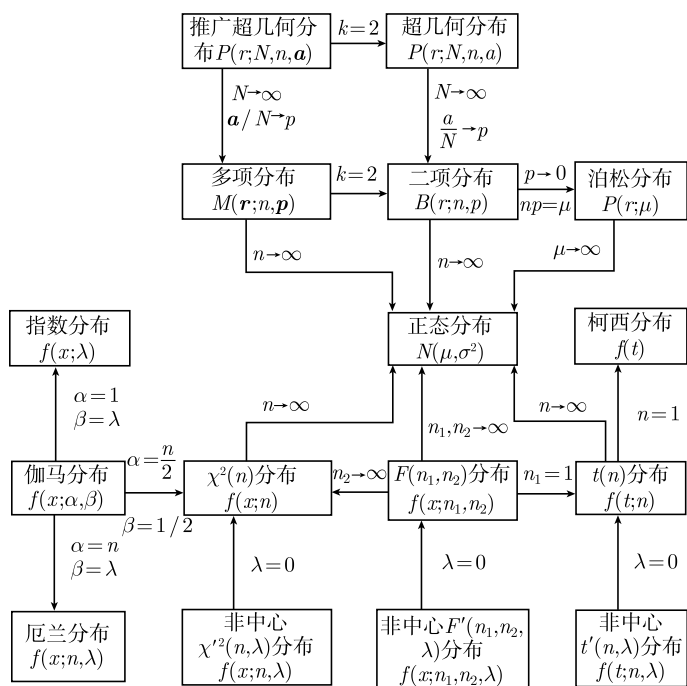 推广超几何分
布P(r;N,n,a)
k=2
超几何分布
P(r;N,n,a)
N→∞
a/N→p
N→∞
a/N→p
多项分布
M(r;n,p)
k=2
二项分布
B(r;n,p)
p→0
np=μ
泊松分布
P(r;μ)
n→∞
n→∞
μ→∞
指数分布
f(x;λ)
正态分布
N(μ,σ²)
柯西分布
f(t)
α=1
β=λ
n→∞
n₁,n₂→∞
n→∞
n=1
伽马分布
f(x;α,β)
α=n/2
β=1/2
χ²(n)分布
f(x;n)
n₂→∞
F(n₁,n₂)分布
f(x;n₁,n₂)
n₁=1
t(n)分布
f(t;n)
α=n
β=λ
λ=0
λ=0
λ=0
厄兰分布
f(x;n,λ)
非中心
χ′²(n,λ)分布
f(x;n,λ)
非中心F′(n₁,n₂,
λ)分布
f(x;n₁,n₂,λ)
非中心
t′(n,λ)分布
f(t;n,λ)